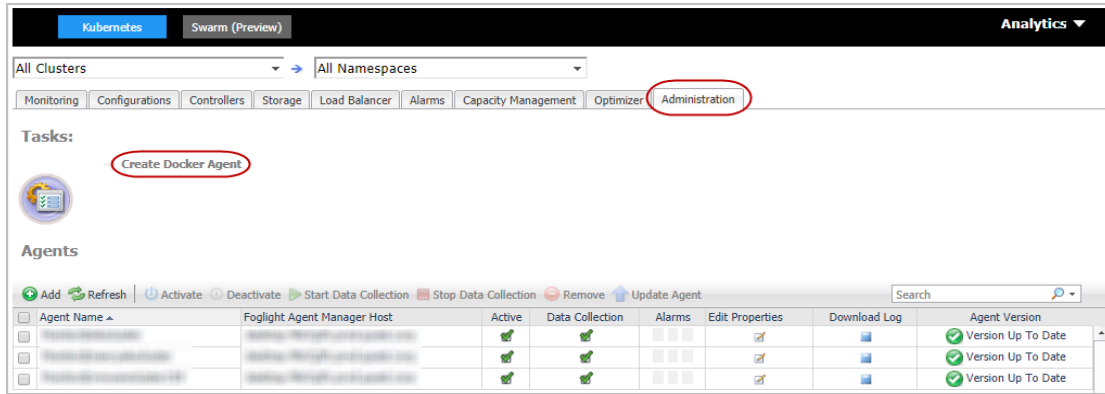 Kubernetes Swarm (Preview) Analytics
All Clusters All Namespaces
Monitoring Configurations Controllers Storage Load Balancer Alarms Capacity Management Optimizer Administration
Tasks:
Create Docker Agent
Agents
Add Refresh Activate Deactivate Start Data Collection Stop Data Collection Remove Update Agent Search
Agent Name Foglight Agent Manager Host Active Data Collection Alarms Edit Properties Download Log Agent Version
Version Up To Date
Version Up To Date
Version Up To Date